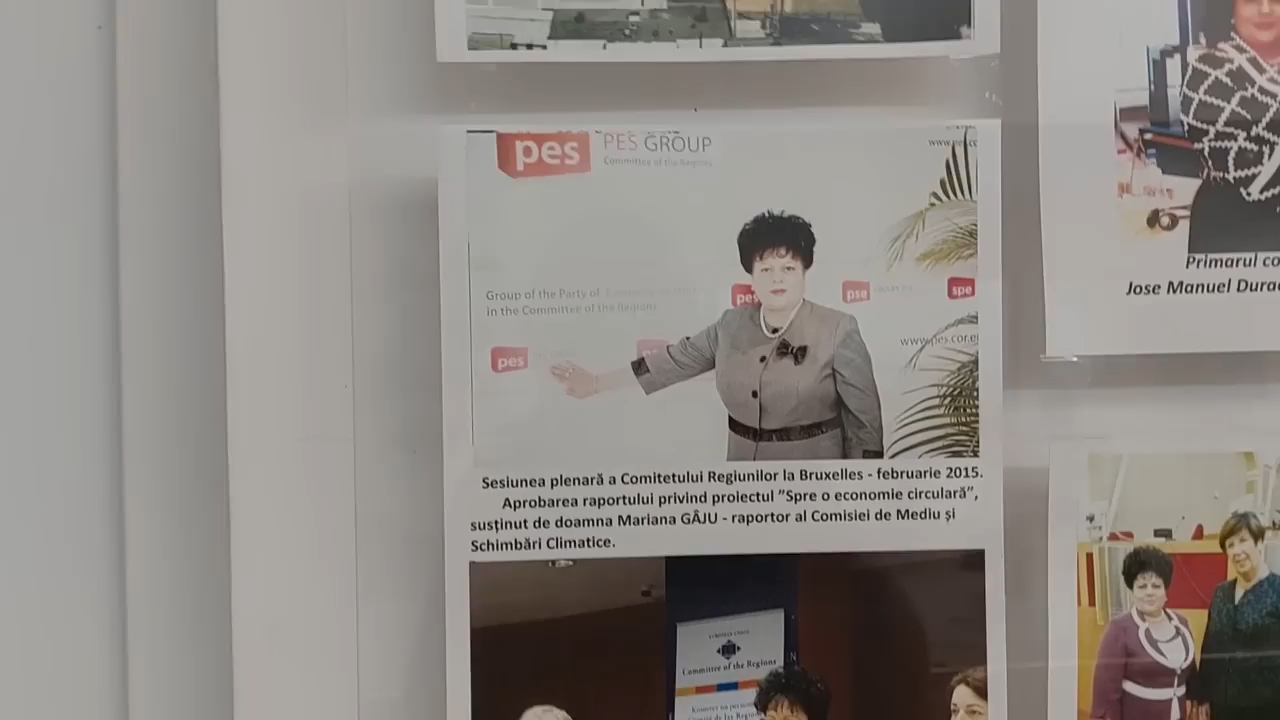 pes PES GROUP
Committee of the Regions
Group of the Party of
in the Committee of the Regions
pes
pse
spe
www.pes.cor.e
pes
Sesiunea plenară a Comitetului Regiunilor la Bruxelles - februarie 2015.
Aprobarea raportului privind proiectul ”Spre o economie circulară”,
susținut de doamna Mariana GÂJU - raportor al Comisiei de Mediu și
Schimbări Climatice.
Committee of the Regions
Primarul co
Jose Manuel Dura